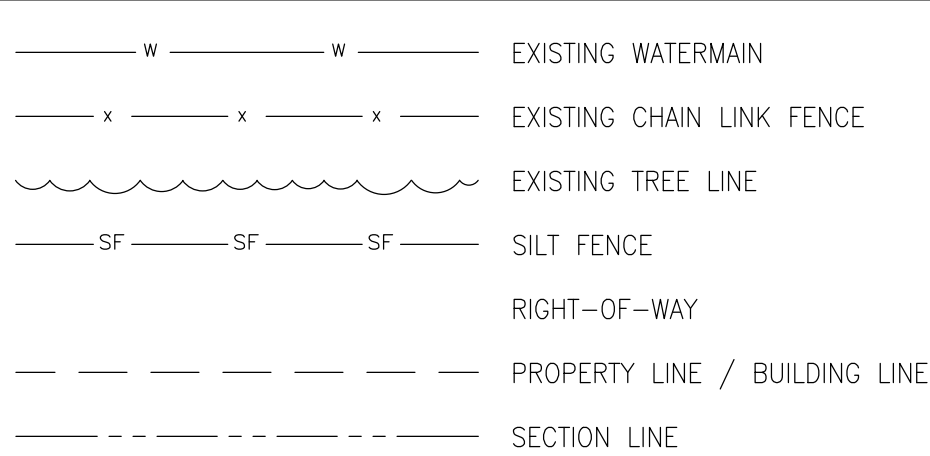 W W EXISTING WATERMAIN
x x x EXISTING CHAIN LINK FENCE
EXISTING TREE LINE
SF SF SF SILT FENCE
RIGHT-OF-WAY
PROPERTY LINE / BUILDING LINE
SECTION LINE